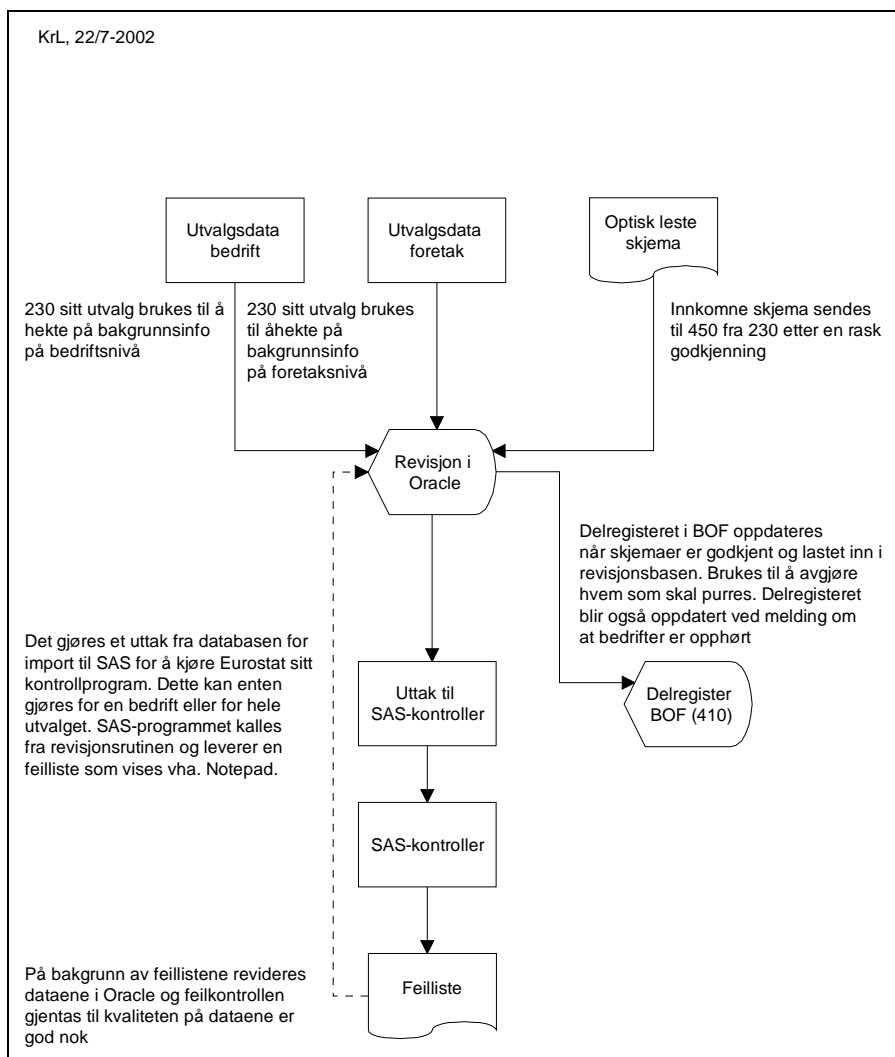 KrL, 22/7-2002
Utvalgsdata
bedrift
Utvalgsdata
foretak
Optisk leste
skjema
230 sitt utvalg brukes til å
hekte på bakgrunnsinfo
på bedriftsnivå
230 sitt utvalg brukes
til åhekte på
bakgrunnsinfo
på foretaksnivå
Innkomne skjema sendes
til 450 fra 230 etter en rask
godkjenning
Revisjon i
Oracle
Delregisteret i BOF oppdateres
når skjemaer er godkjent og lastet inn i
revisjonsbasen. Brukes til å avgjøre
hvem som skal purres. Delregisteret
blir også oppdatert ved melding om
at bedrifter er opphørt
Det gjøres et uttak fra databasen for
import til SAS for å kjøre Eurostat sitt
kontrollprogram. Dette kan enten
gjøres for en bedrift eller for hele
utvalget. SAS-programmet kalles
fra revisjonsrutinen og leverer en
feilliste som vises vha. Notepad.
Uttak til
SAS-kontroller
Delregister
BOF (410)
SAS-kontroller
På bakgrunn av feillistene revideres
dataene i Oracle og feilkontrollen
gjentas til kvaliteten på dataene er
god nok
Feilliste